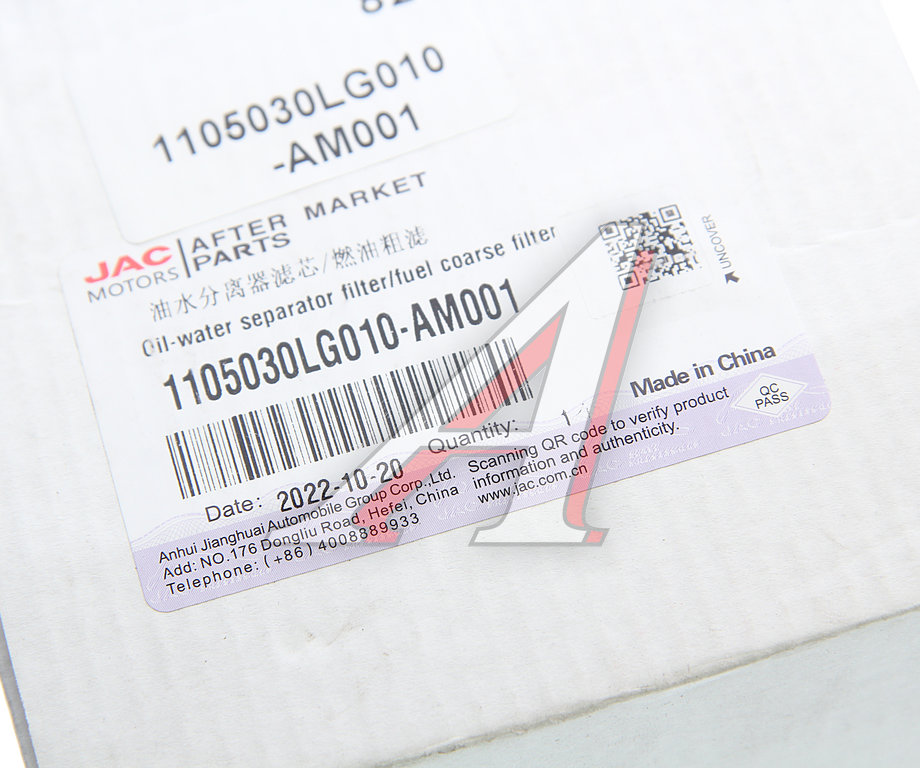 1105030LG010
-AM001
JAC MOTORS
AFTER MARKET
PARTS
油水分离器滤芯/燃油粗滤
Oil-water separator filter/fuel coarse filter
1105030LG010-AM001
UNCOVER
Quantity: 1
Made in China
Date: 2022-10-20
QC
PASS
Anhui Jianghuai Automobile Group Corp.,Ltd.
Add: NO.176 Dongliu Road, Hefei, China
Telephone: (+86) 4008889933
Scanning QR code to verify product
information and authenticity.
www.jac.com.cn